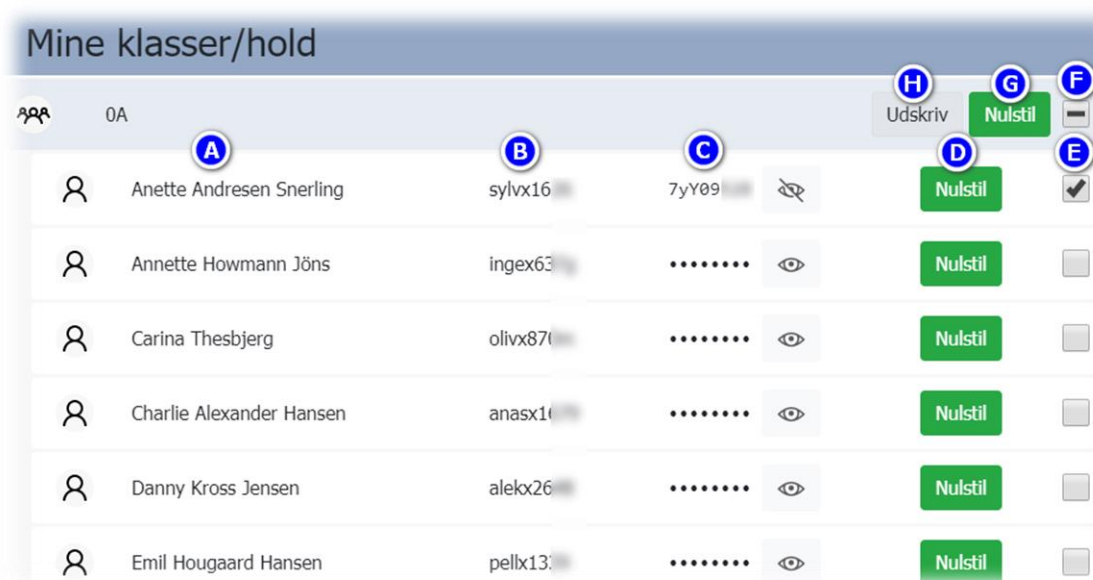 Mine klasser/hold
H G F
0A Udskriv Nulstil
A B C D E
Anette Andresen Snerling sylvx16 7yY09 Nulstil
Annette Howmann Jöns ingex63 •••••••• Nulstil
Carina Thesbjerg olivx87 •••••••• Nulstil
Charlie Alexander Hansen anasx1 •••••••• Nulstil
Danny Kross Jensen alekx26 •••••••• Nulstil
Emil Hougaard Hansen pellx13 •••••••• Nulstil